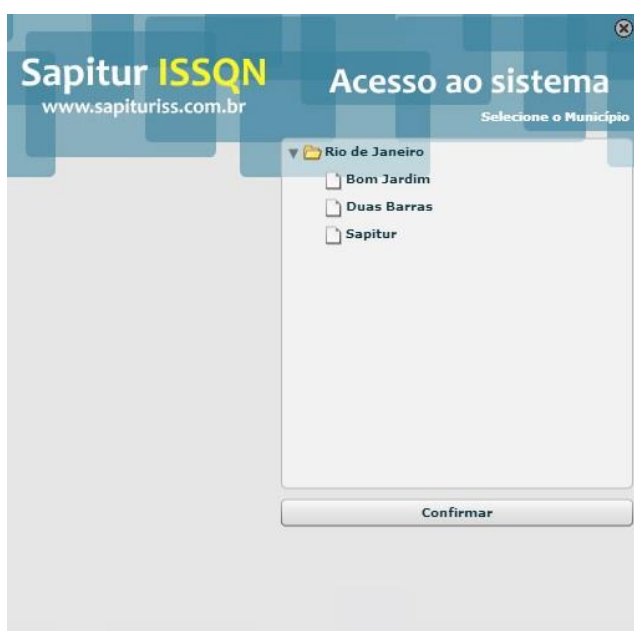 Sapitur ISSQN
www.sapituriss.com.br
Acesso ao sistema
Selecione o Município
Rio de Janeiro
Bom Jardim
Duas Barras
Sapitur
Confirmar